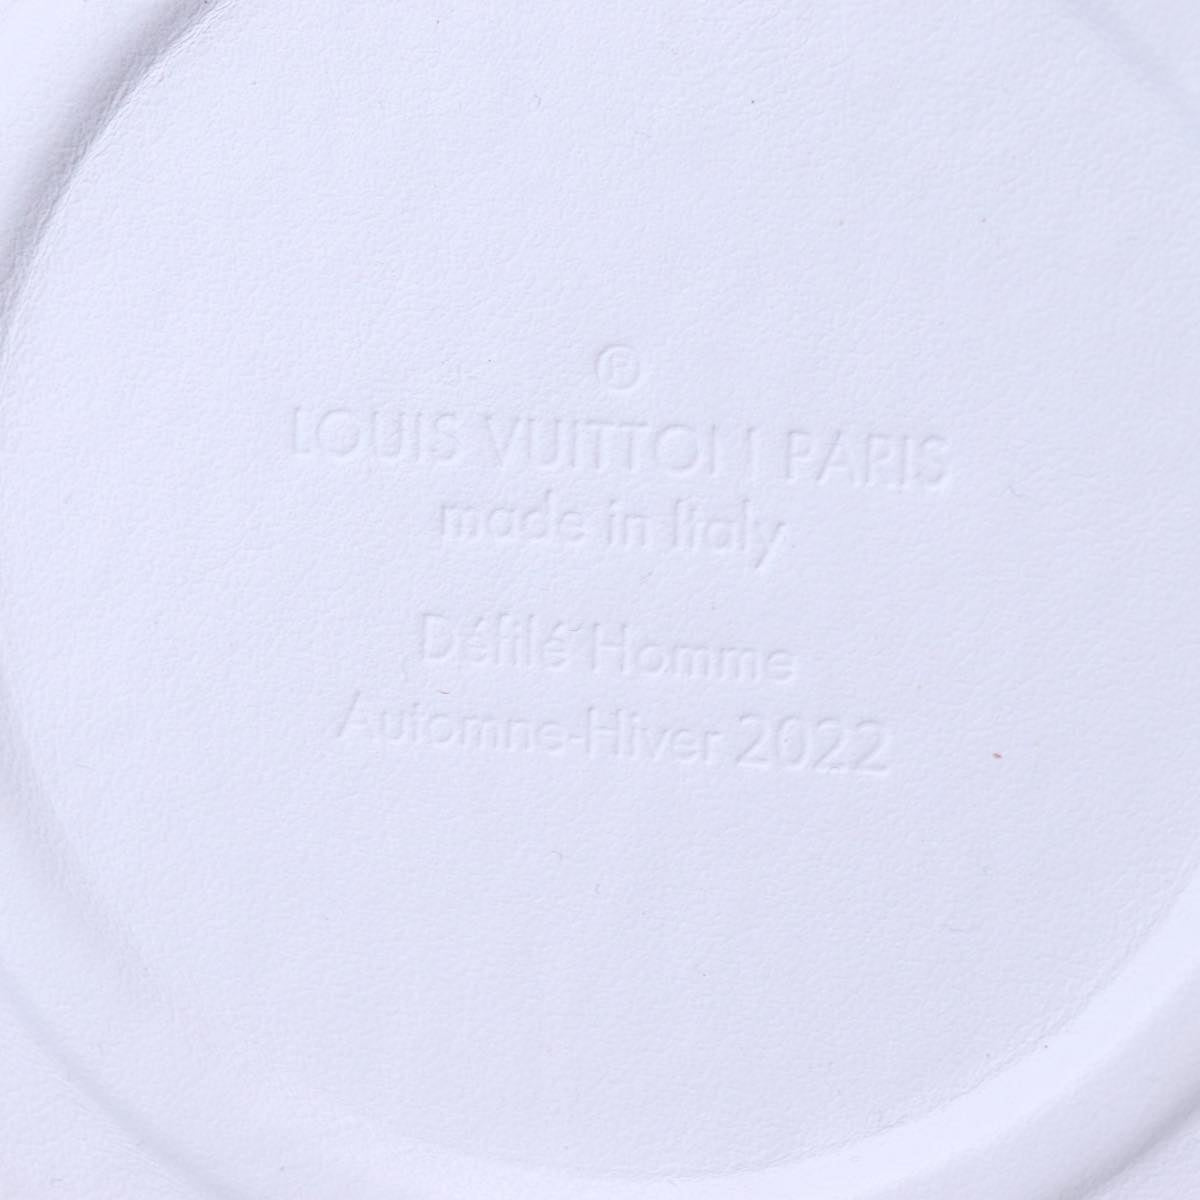 ®
LOUIS VUITTON PARIS
made in Italy
Défilé Homme
Automne-Hiver 2022